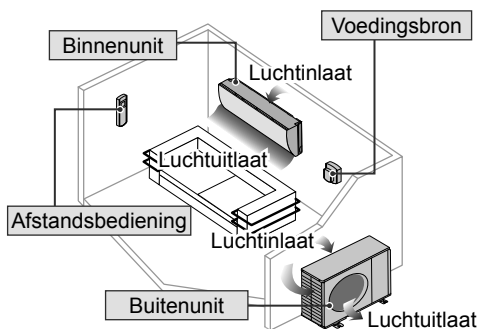 Voedingsbron
Binnenunit
Luchtinlaat
Luchtuitlaat
Afstandsbediening
Luchtinlaat
Buitenunit
Luchtuitlaat